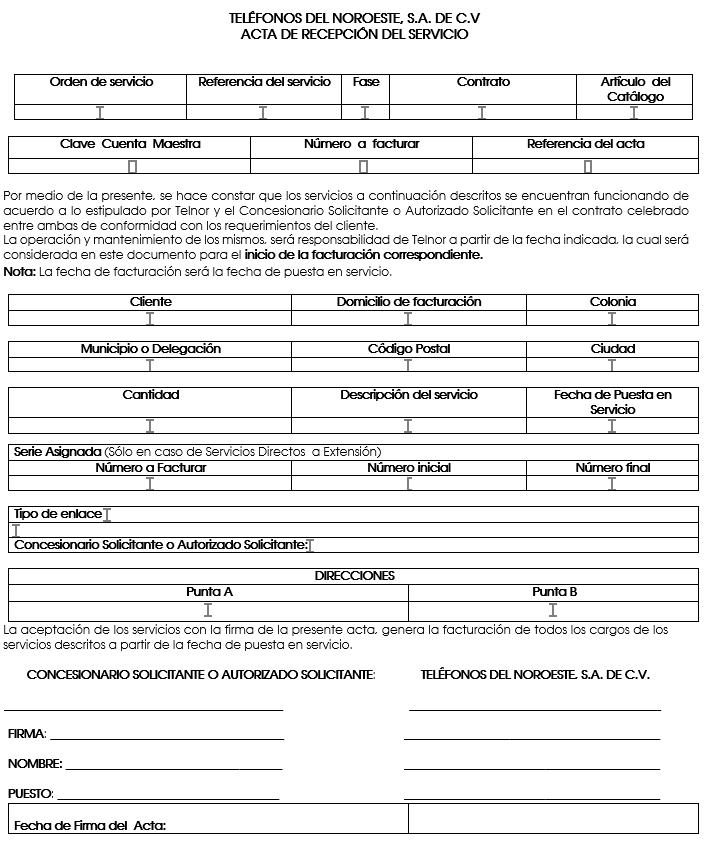 TELÉFONOS DEL NOROESTE, S.A. DE C.V
ACTA DE RECEPCIÓN DEL SERVICIO
Orden de servicio Referencia del servicio Fase Contrato Artículo del
Catálogo
Clave Cuenta Maestra Número a facturar Referencia del acta
Por medio de la presente, se hace constar que los servicios a continuación descritos se encuentran funcionando de
acuerdo a lo estipulado por Telnor y el Concesionario Solicitante o Autorizado Solicitante en el contrato celebrado
entre ambas de conformidad con los requerimientos del cliente.
La operación y mantenimiento de los mismos, será responsabilidad de Telnor a partir de la fecha indicada, la cual será
considerada en este documento para el inicio de la facturación correspondiente.
Nota: La fecha de facturación será la fecha de puesta en servicio.
Cliente Domicilio de facturación Colonia
Municipio o Delegación Código Postal Ciudad
Cantidad Descripción del servicio Fecha de Puesta en
Servicio
Serie Asignada (Sólo en caso de Servicios Directos a Extensión)
Número a Facturar Número inicial Número final
Tipo de enlace
Concesionario Solicitante o Autorizado Solicitante:
DIRECCIONES
Punta A Punta B
La aceptación de los servicios con la firma de la presente acta, genera la facturación de todos los cargos de los
servicios descritos a partir de la fecha de puesta en servicio.
CONCESIONARIO SOLICITANTE O AUTORIZADO SOLICITANTE: TELÉFONOS DEL NOROESTE, S.A. DE C.V.
FIRMA:
NOMBRE:
PUESTO:
Fecha de Firma del Acta: